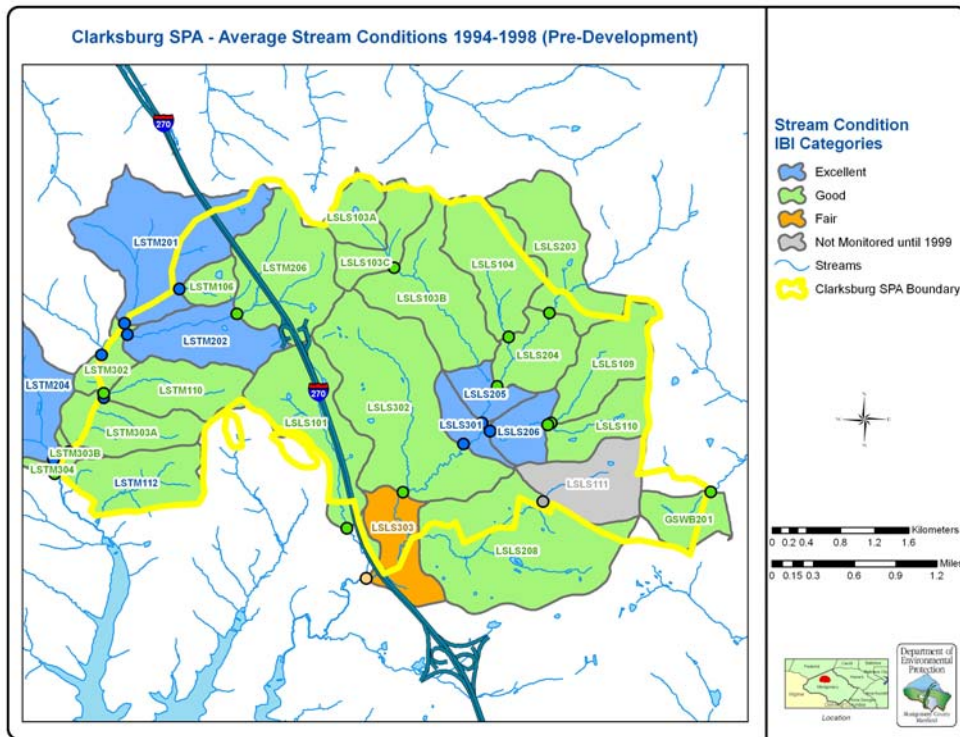 Clarksburg SPA - Average Stream Conditions 1994-1998 (Pre-Development)
270
LSTM201
LSLS103A
LSLS203
LSTM206
LSLS103C
LSLS104
LSTM106
LSLS103B
LSTM202
LSLS204
LSTM302
LSLS109
LSTM204
LSTM110
LSLS205
270
LSLS302
LSLS101
LSLS301
LSLS206
LSLS110
LSTM303A
LSTM303B
LSTM304
LSTM112
LSLS111
GSWB201
LSLS303
LSLS208
Stream Condition
IBI Categories
Excellent
Good
Fair
Not Monitored until 1999
Streams
Clarksburg SPA Boundary
Kilometers
0 0.2 0.4 0.8 1.2 1.6
Miles
0 0.15 0.3 0.6 0.9 1.2
Location
Department of
Environmental
Protection
Montgomery County
Maryland